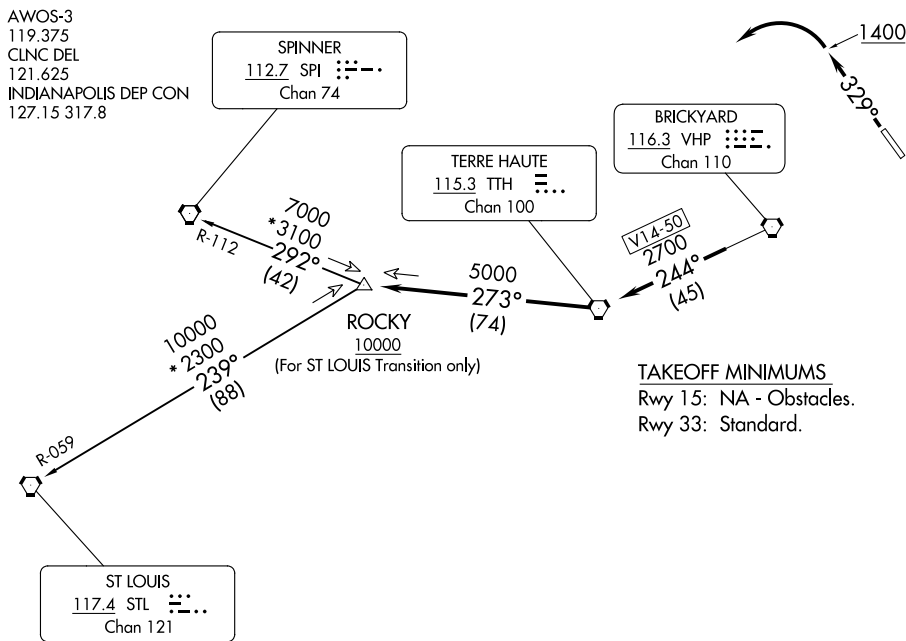 AWOS-3
119.375
CLNC DEL
121.625
INDIANAPOLIS DEP CON
127.15 317.8
SPINNER
112.7 SPI
Chan 74
1400
329°
BRICKYARD
116.3 VHP
Chan 110
TERRE HAUTE
115.3 TTH
Chan 100
R-112
7000
*3100
292°
(42)
V14-50
2700
244°
(45)
5000
273°
(74)
ROCKY
10000
(For ST LOUIS Transition only)
10000
*2300
239°
(88)
R-059
TAKEOFF MINIMUMS
Rwy 15: NA - Obstacles.
Rwy 33: Standard.
ST LOUIS
117.4 STL
Chan 121